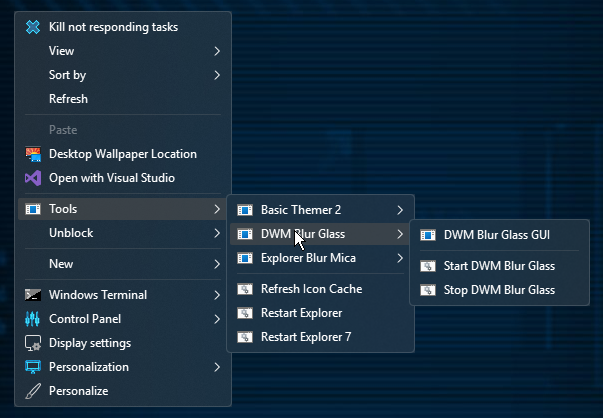 Kill not responding tasks
View
Sort by
Refresh
Paste
Desktop Wallpaper Location
Open with Visual Studio
Tools
Unblock
New
Windows Terminal
Control Panel
Display settings
Personalization
Personalize
Basic Themer 2
DWM Blur Glass
Explorer Blur Mica
Refresh Icon Cache
Restart Explorer
Restart Explorer 7
DWM Blur Glass GUI
Start DWM Blur Glass
Stop DWM Blur Glass